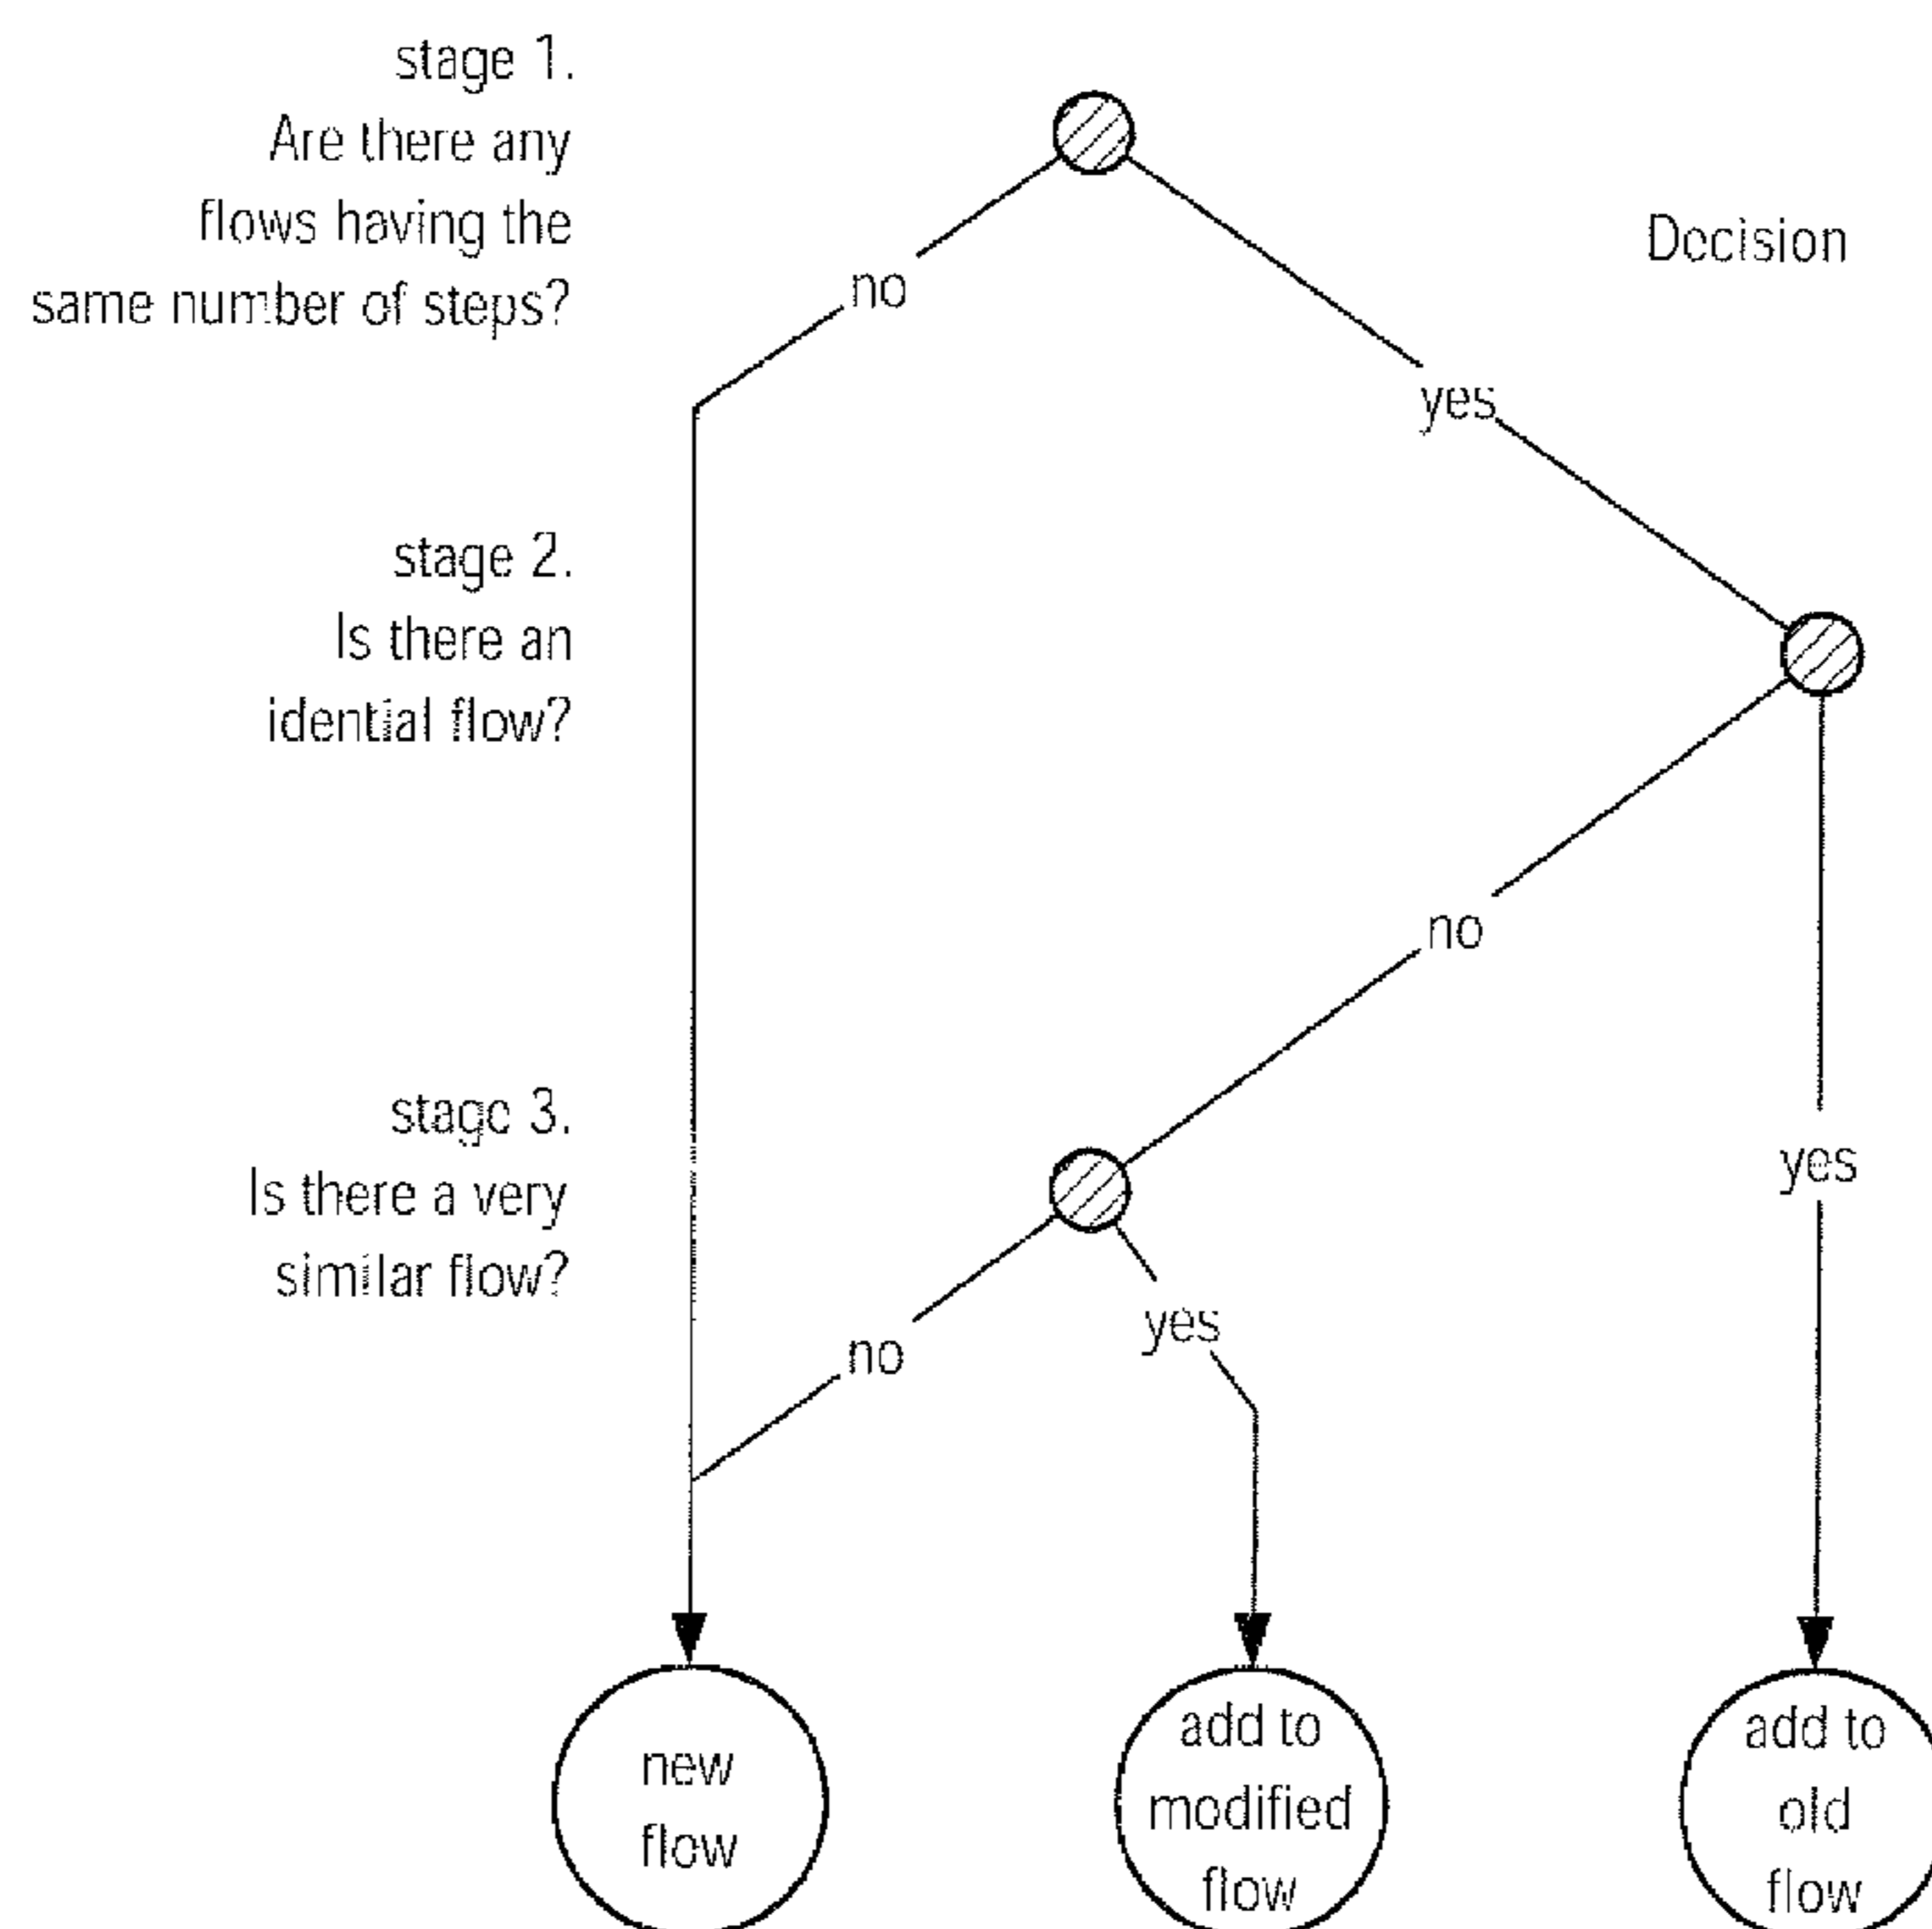 stage 1.
Are there any
flows having the
same number of steps?
Decision
no
yes
stage 2.
Is there an
idential flow?
no
yes
stage 3.
Is there a very
similar flow?
no
yes
new
flow
add to
modified
flow
add to
old
flow